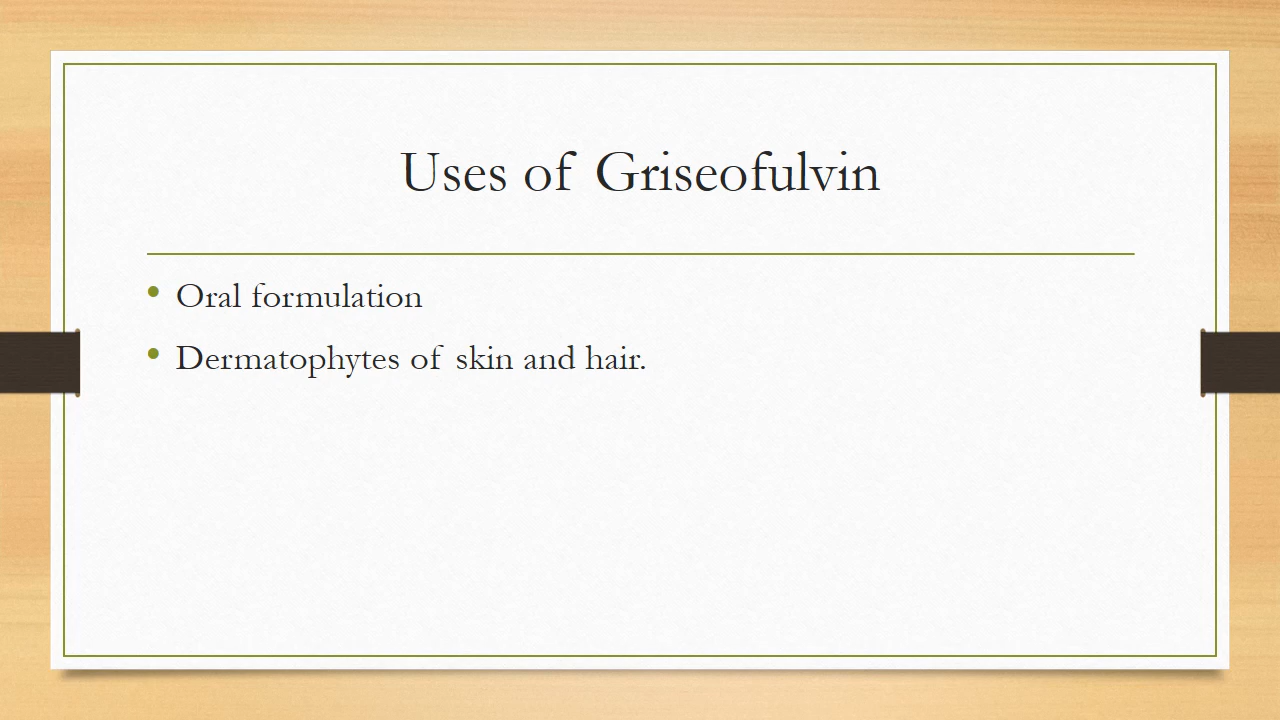 Uses of Griseofulvin
• Oral formulation
• Dermatophytes of skin and hair.